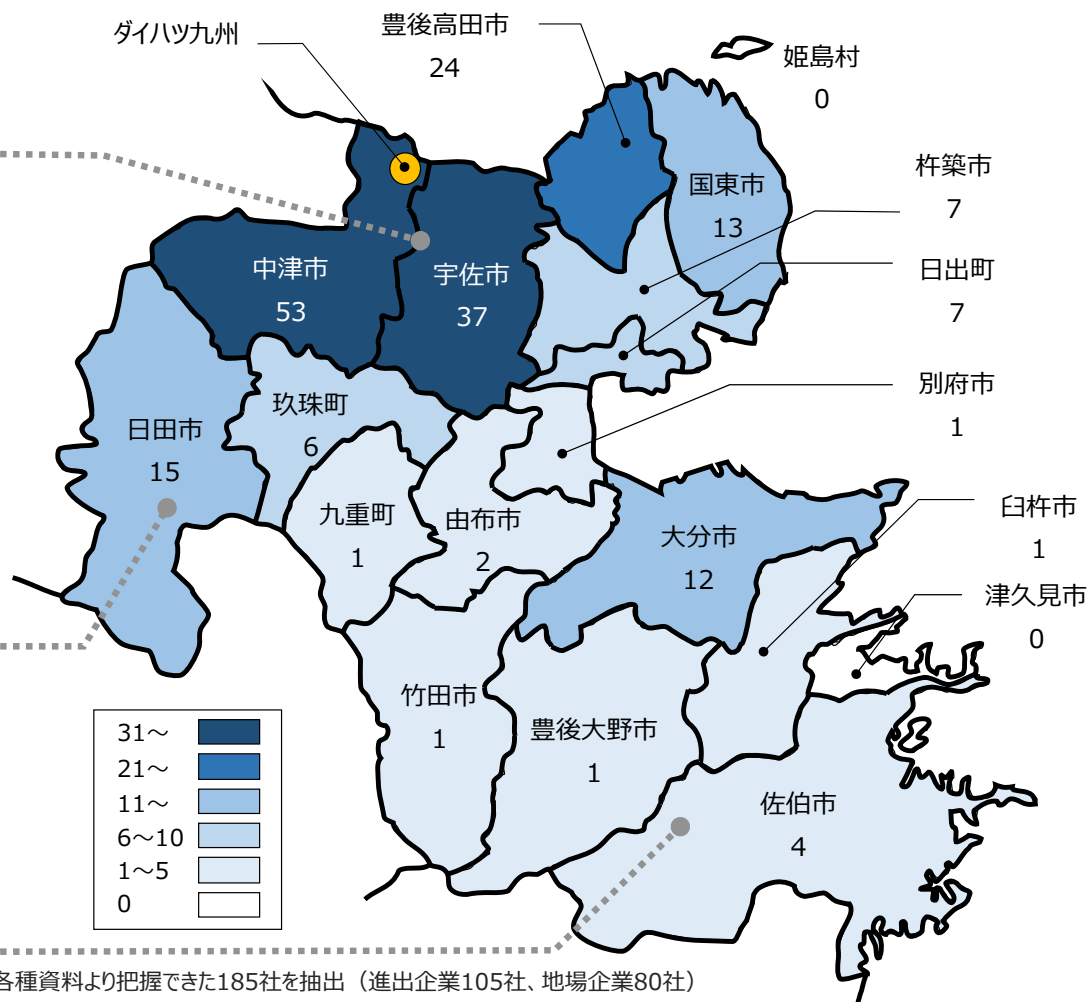 ダイハツ九州
豊後高田市
24
姫島村
0
杵築市
7
国東市
13
日出町
7
中津市
53
宇佐市
37
別府市
1
玖珠町
6
日田市
15
九重町
1
由布市
2
大分市
12
臼杵市
1
津久見市
0
竹田市
1
豊後大野市
1
佐伯市
4
31～
21～
11～
6～10
1～5
0
各種資料より把握できた185社を抽出（進出企業105社、地場企業80社）